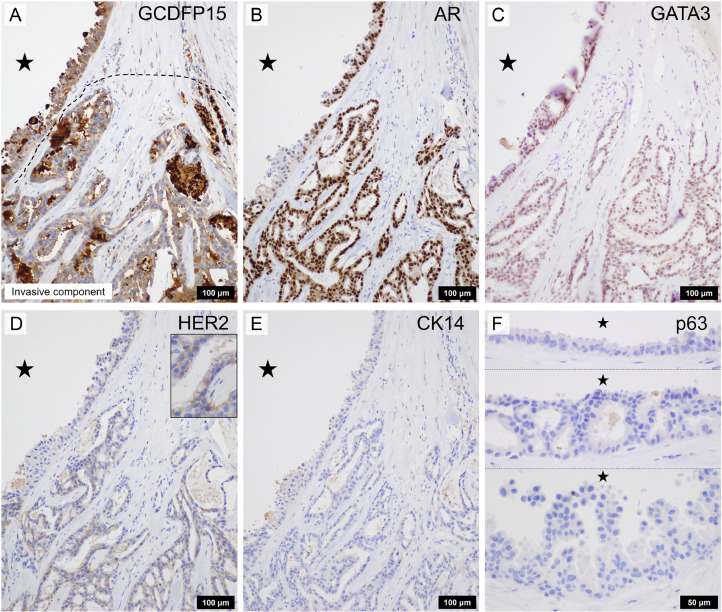 A GCDFP15
Invasive component
100 µm
B AR
100 µm
C GATA3
100 µm
D HER2
100 µm
E CK14
100 µm
F p63
50 µm